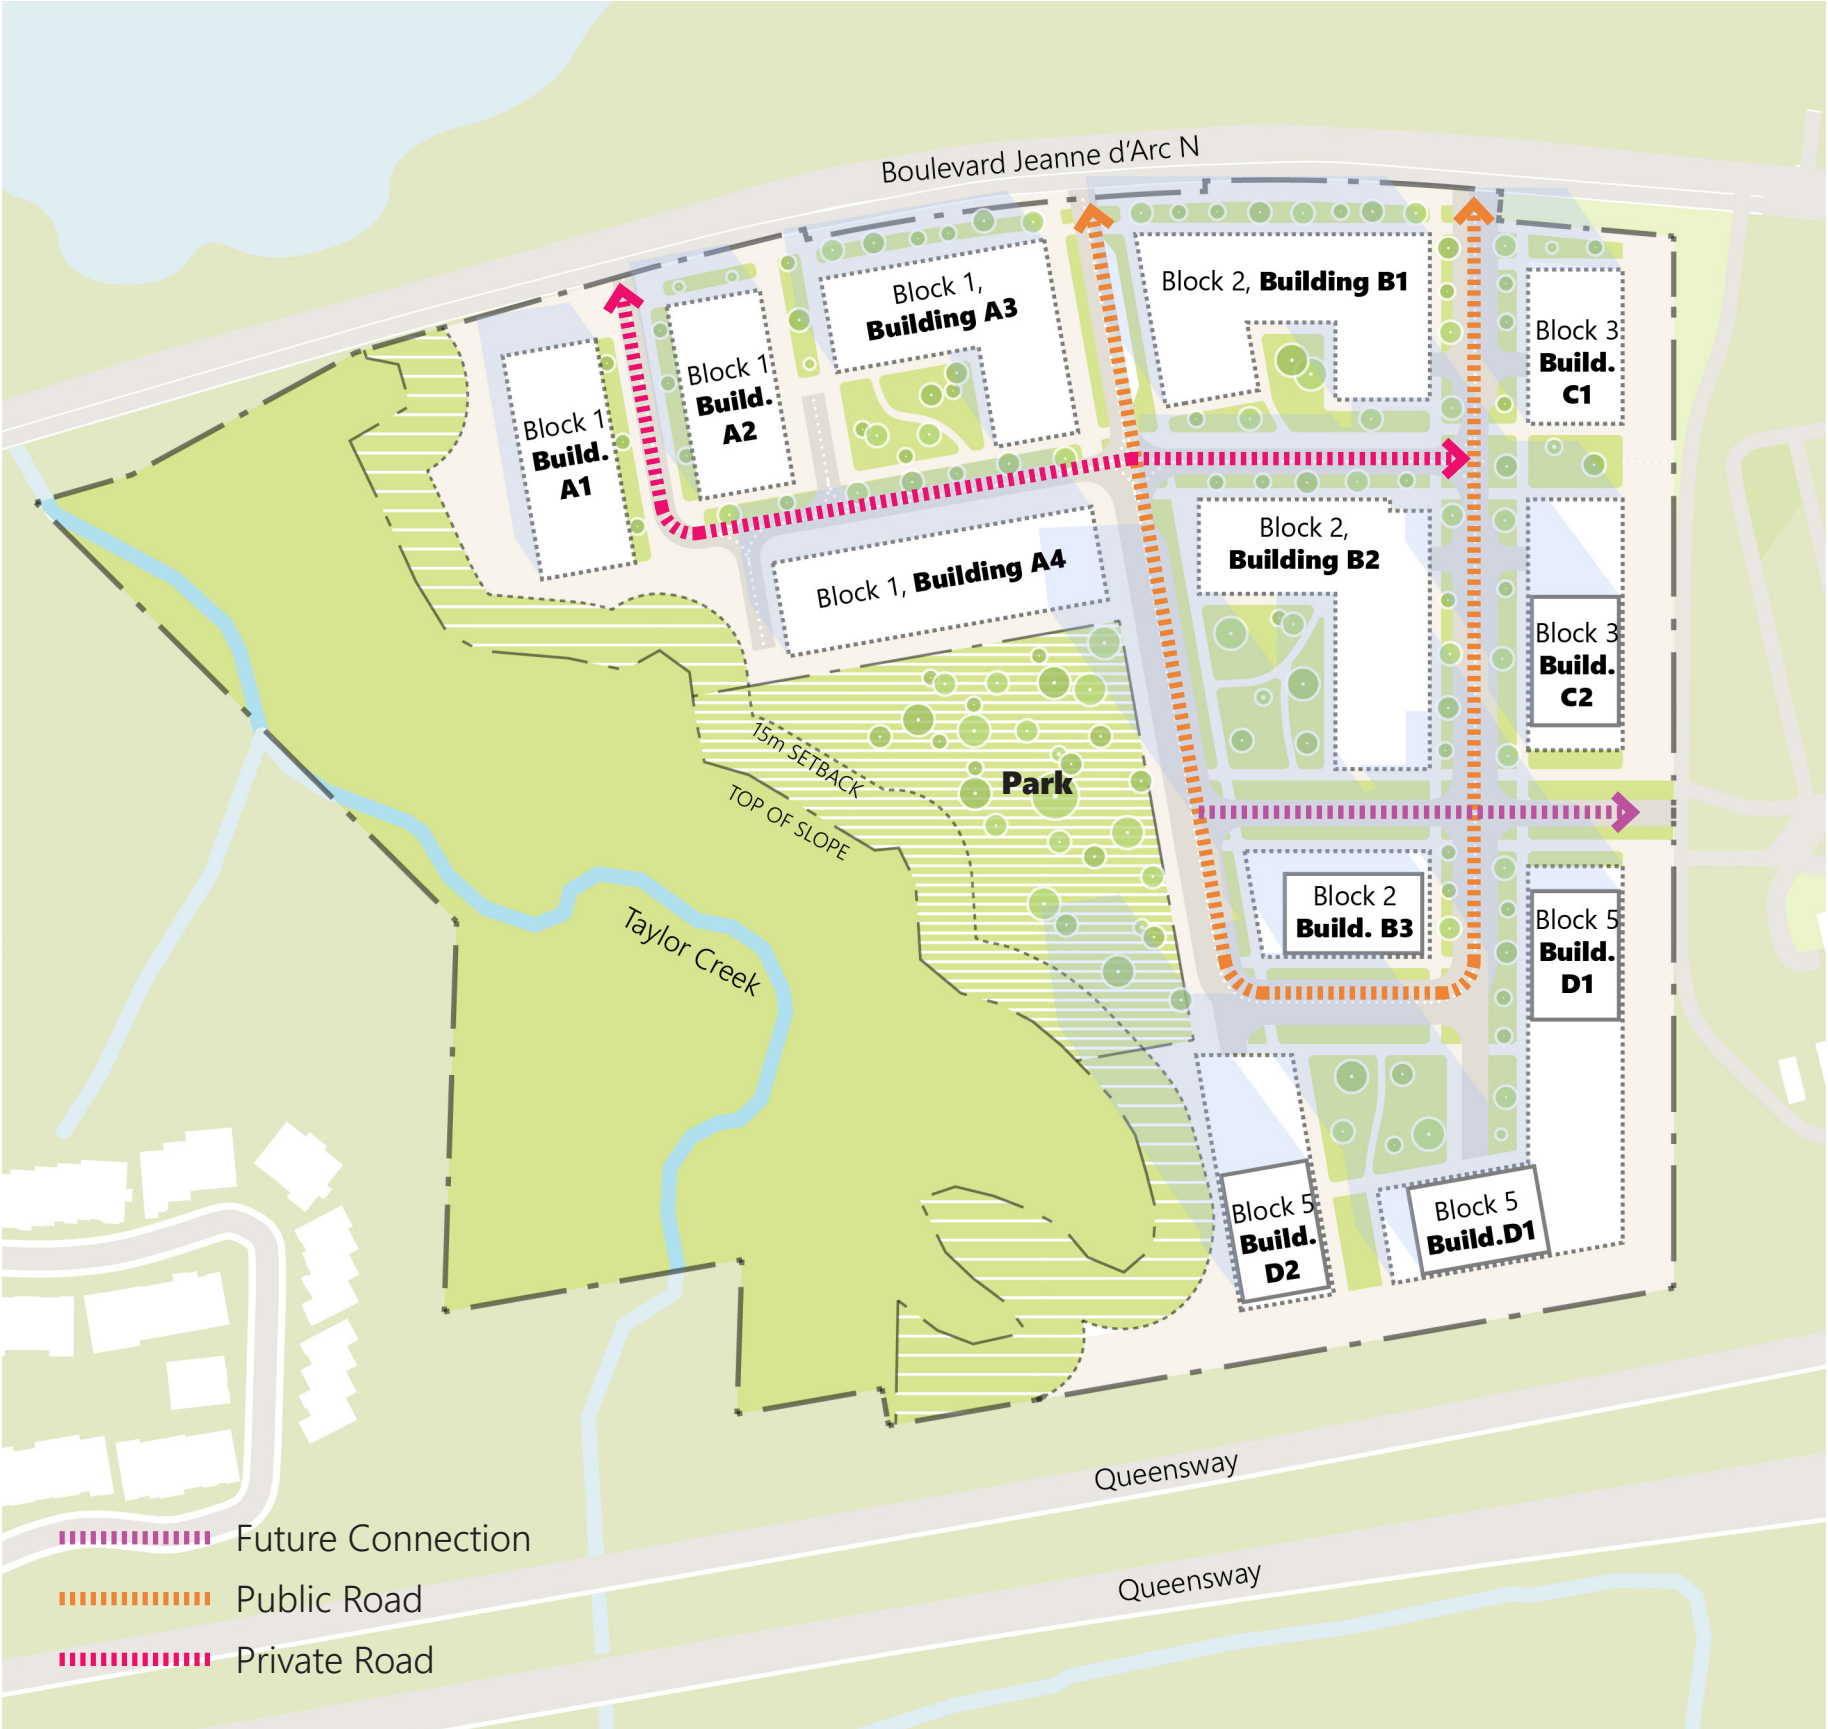 Boulevard Jeanne d'Arc N
Block 1
Build.
A1
Block 1
Build.
A2
Block 1,
Building A3
Block 1, Building A4
Block 2, Building B1
Block 2,
Building B2
Block 2
Build. B3
Block 3
Build.
C1
Block 3
Build.
C2
Block 5
Build.
D1
Block 5
Build.D1
Block 5
Build.
D2
Park
15m SETBACK
TOP OF SLOPE
Taylor Creek
Queensway
Queensway
Future Connection
Public Road
Private Road